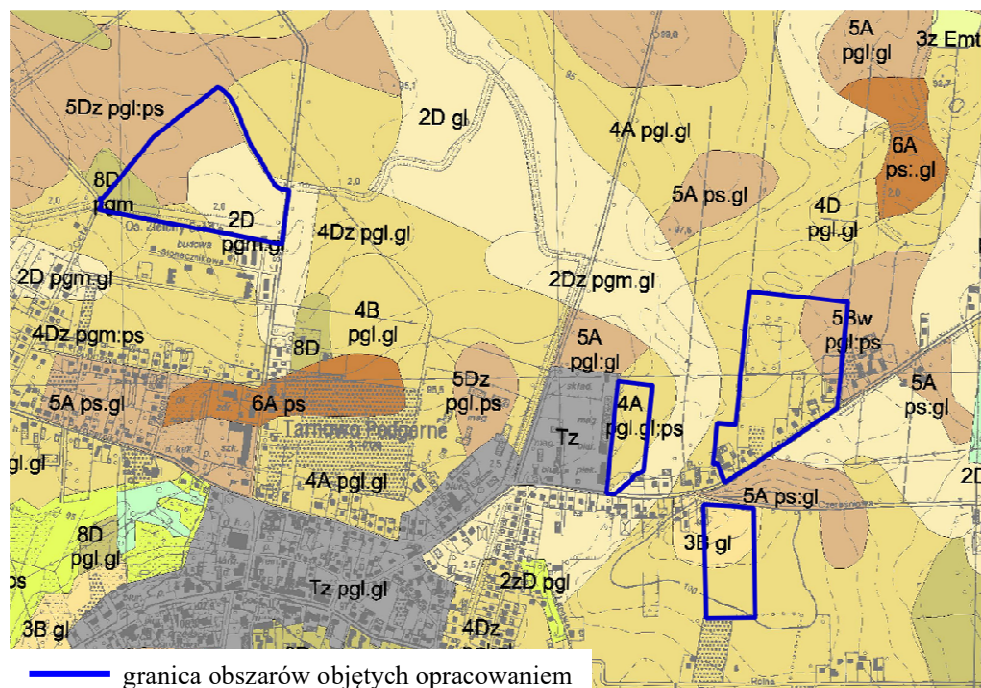 5A
pgl:gl
3z Emt
5Dz pgl:ps
2D gl
4A pgl.gl
6A
ps:.gl
5A ps.gl
8D
pgm
4D
pgl.gl
2D
pgm.gl
4Dz pgl.gl
budowa
Słonecznikowa
2D pgm.gl
2Dz pgm.gl
4B
pgl.gl
5Bw
pgl:ps
4Dz pgm:ps
8D
5A
pgl:gl
5Dz
pgl.ps
5A
ps:gl
5A ps.gl
6A ps
4A
pgl.gl:ps
Tarnowo Podgórne
Tz
gl.gl
4A pgl.gl
2D
5A ps:gl
8D
pgl.gl
3B gl
ps
Tz pgl.gl
2zD pgl
3B gl
4Dz
Rolna
granica obszarów objętych opracowaniem